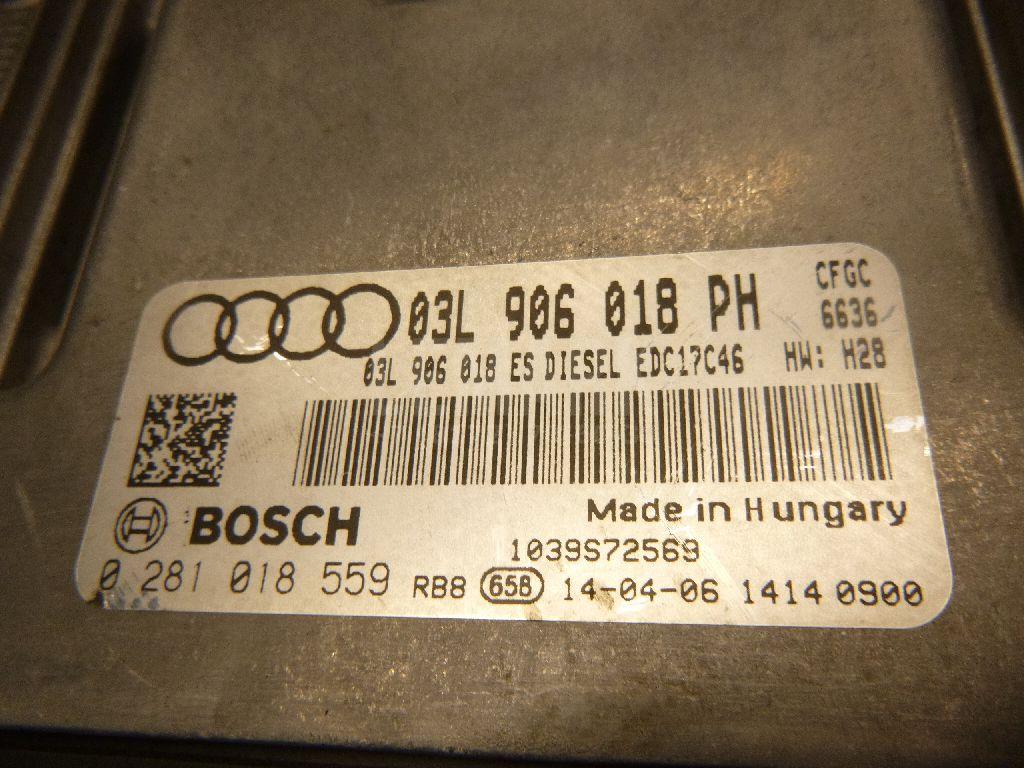 03L 906 018 PH CFGC
6636
03L 906 018 ES DIESEL EDC17C46 HW: H28
BOSCH Made in Hungary
1039S72569
0 281 018 559 RB8 658 14-04-06 1414 0900